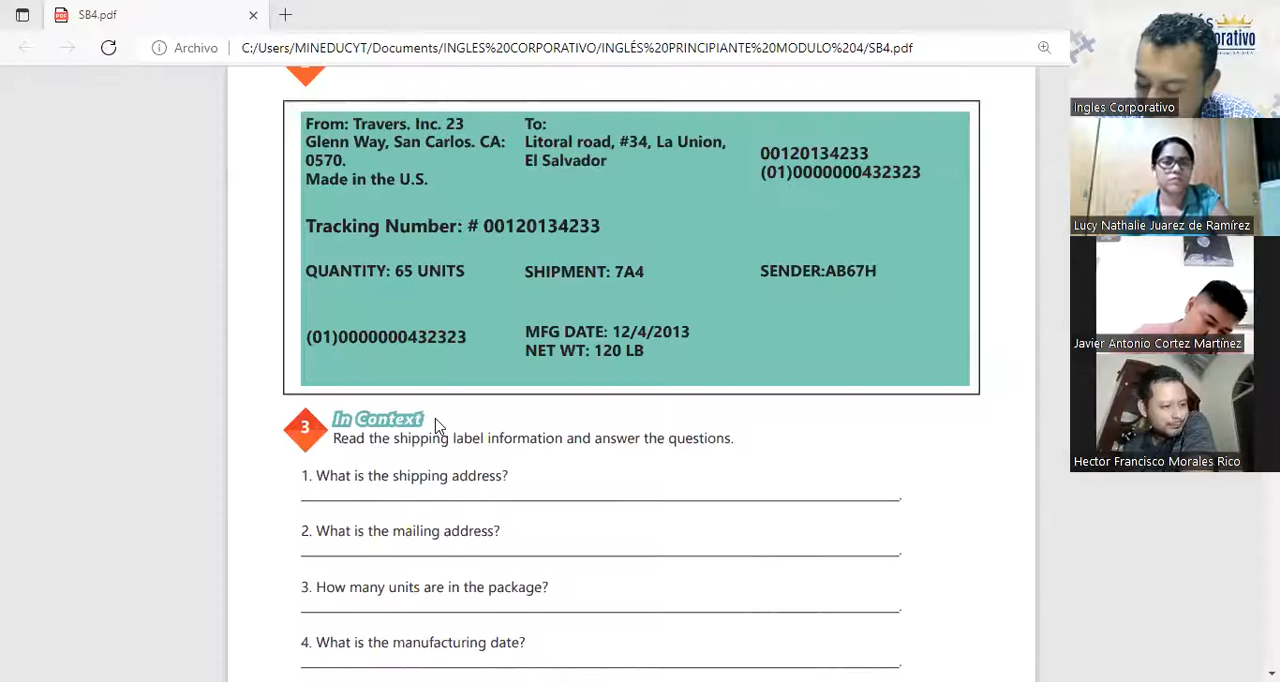 SB4.pdf
Archivo
C:/Users/MINEDUCYT/Documents/INGLES%20CORPORATIVO/INGLÉS%20PRINCIPIANTE%20MODULO%204/SB4.pdf
From: Travers. Inc. 23
Glenn Way, San Carlos. CA:
0570.
Made in the U.S.
To:
Litoral road, #34, La Union,
El Salvador
00120134233
(01)0000000432323
Tracking Number: # 00120134233
QUANTITY: 65 UNITS
SHIPMENT: 7A4
SENDER:AB67H
(01)0000000432323
MFG DATE: 12/4/2013
NET WT: 120 LB
3
In Context
Read the shipping label information and answer the questions.
1. What is the shipping address?
2. What is the mailing address?
3. How many units are in the package?
4. What is the manufacturing date?
Ingles Corporativo
Lucy Nathalie Juarez de Ramírez
Javier Antonio Cortez Martínez
Hector Francisco Morales Rico